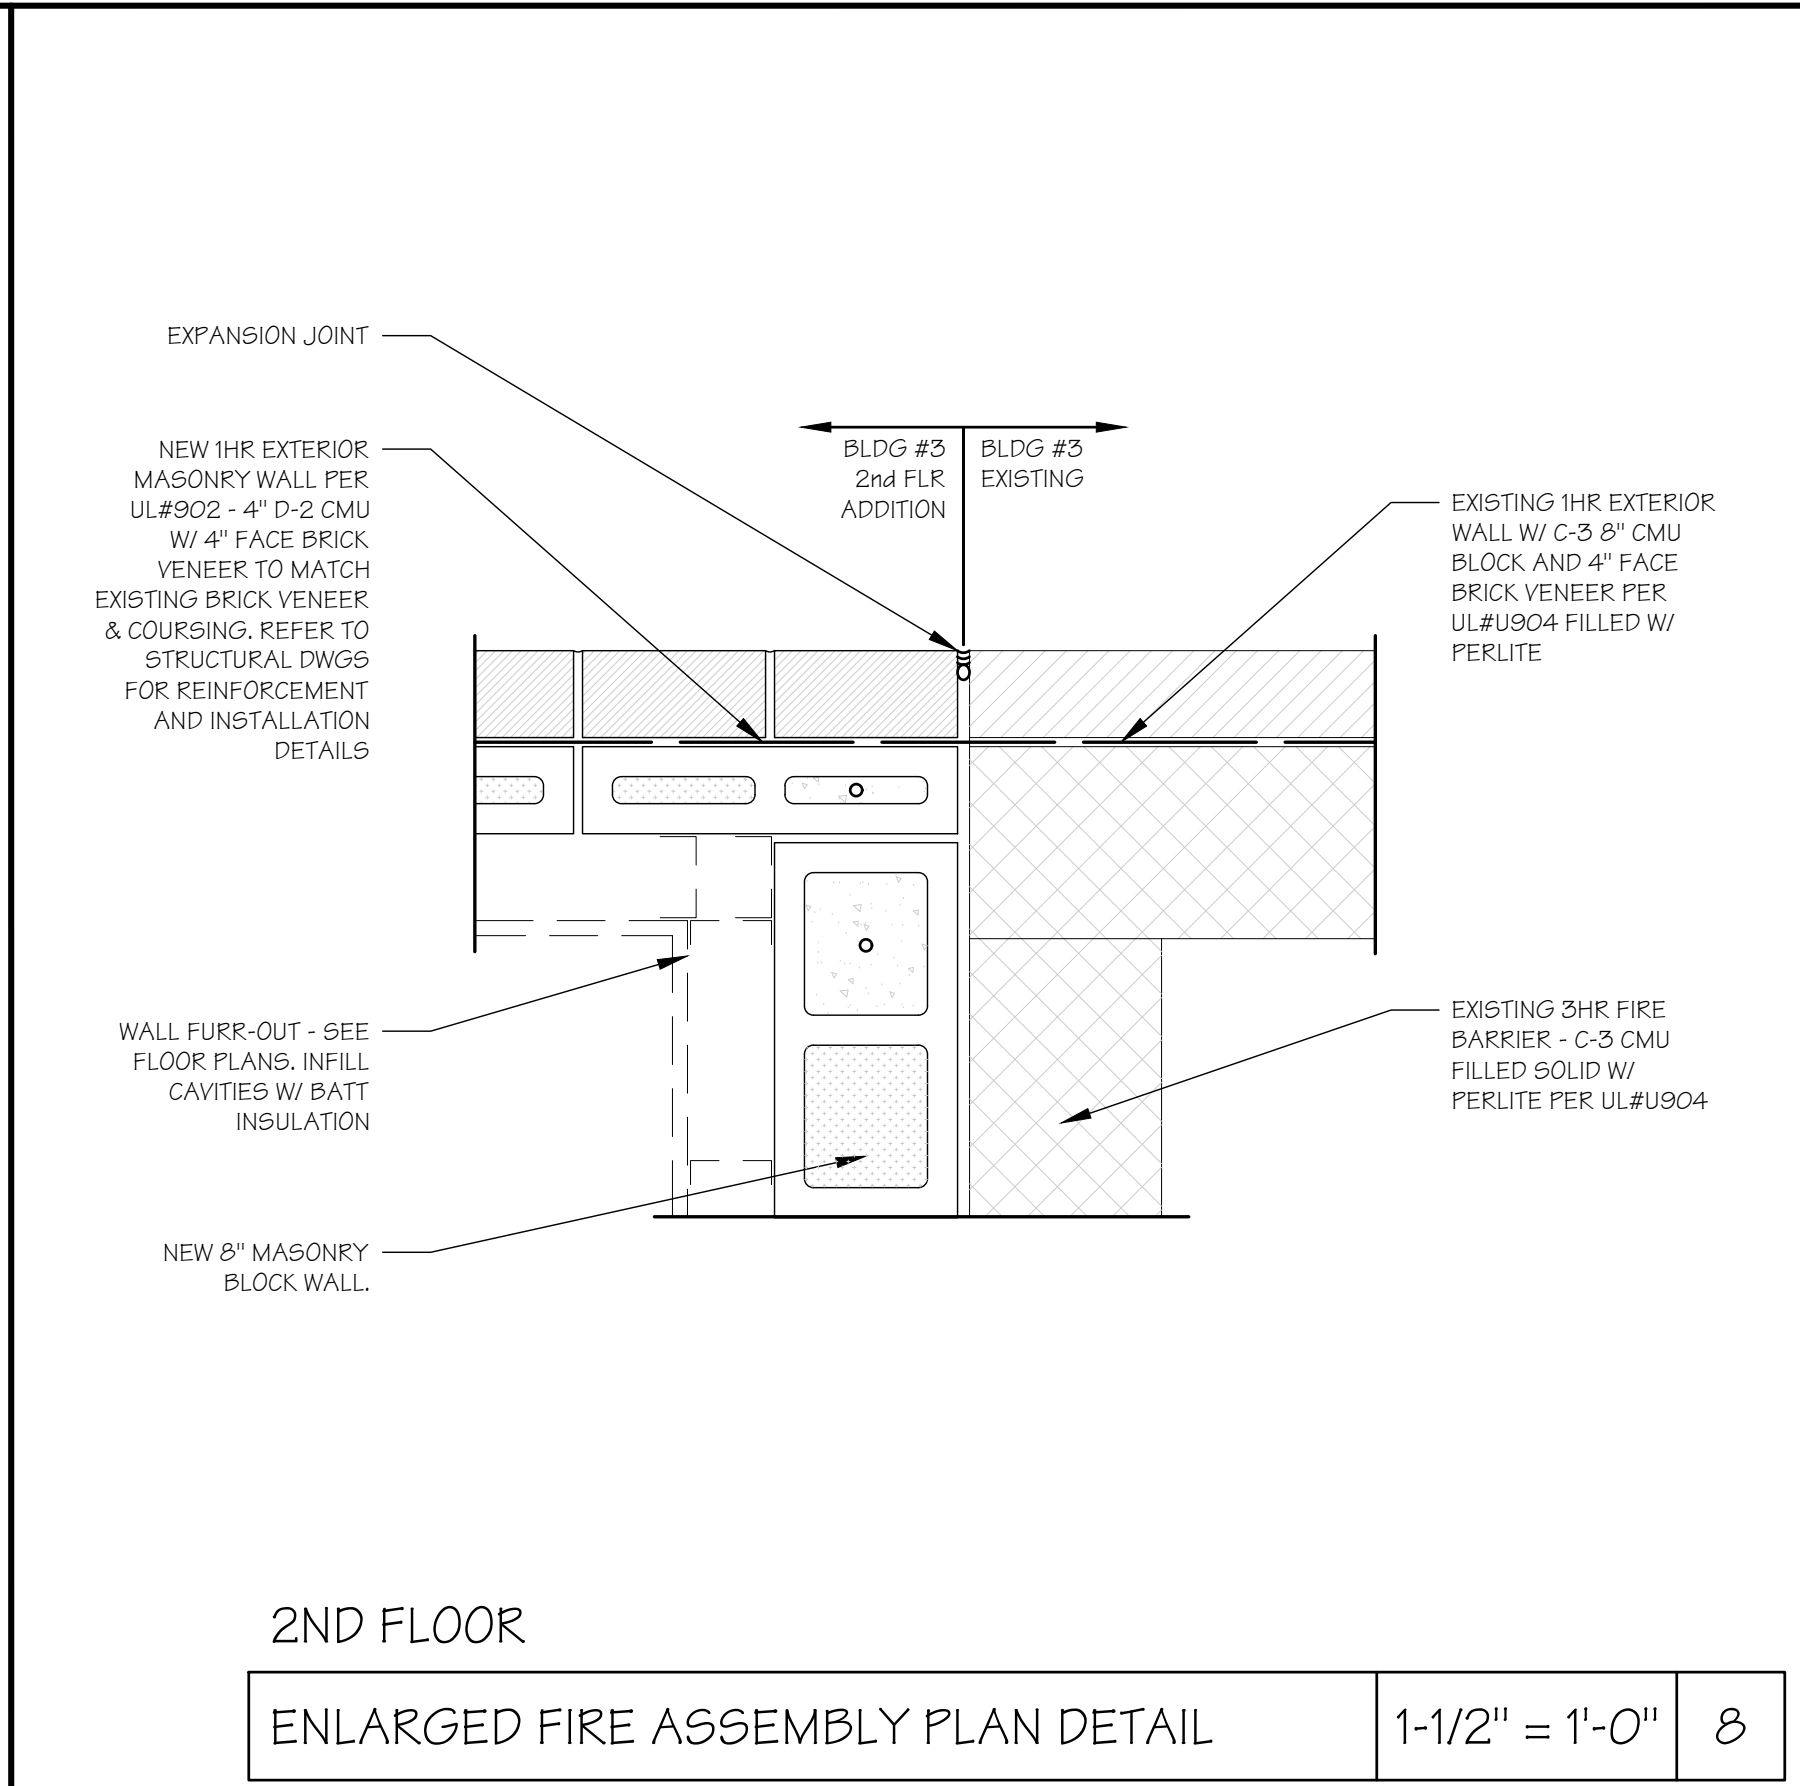 EXPANSION JOINT
NEW 1HR EXTERIOR
MASONRY WALL PER
UL#902 - 4" D-2 CMU
W/ 4" FACE BRICK
VENEER TO MATCH
EXISTING BRICK VENEER
& COURSING. REFER TO
STRUCTURAL DWGS
FOR REINFORCEMENT
AND INSTALLATION
DETAILS
BLDG #3
2nd FLR
ADDITION
BLDG #3
EXISTING
EXISTING 1HR EXTERIOR
WALL W/ C-3 8" CMU
BLOCK AND 4" FACE
BRICK VENEER PER
UL#U904 FILLED W/
PERLITE
WALL FURR-OUT - SEE
FLOOR PLANS. INFILL
CAVITIES W/ BATT
INSULATION
EXISTING 3HR FIRE
BARRIER - C-3 CMU
FILLED SOLID W/
PERLITE PER UL#U904
NEW 8" MASONRY
BLOCK WALL.
2ND FLOOR
ENLARGED FIRE ASSEMBLY PLAN DETAIL
1-1/2" = 1'-0"
8